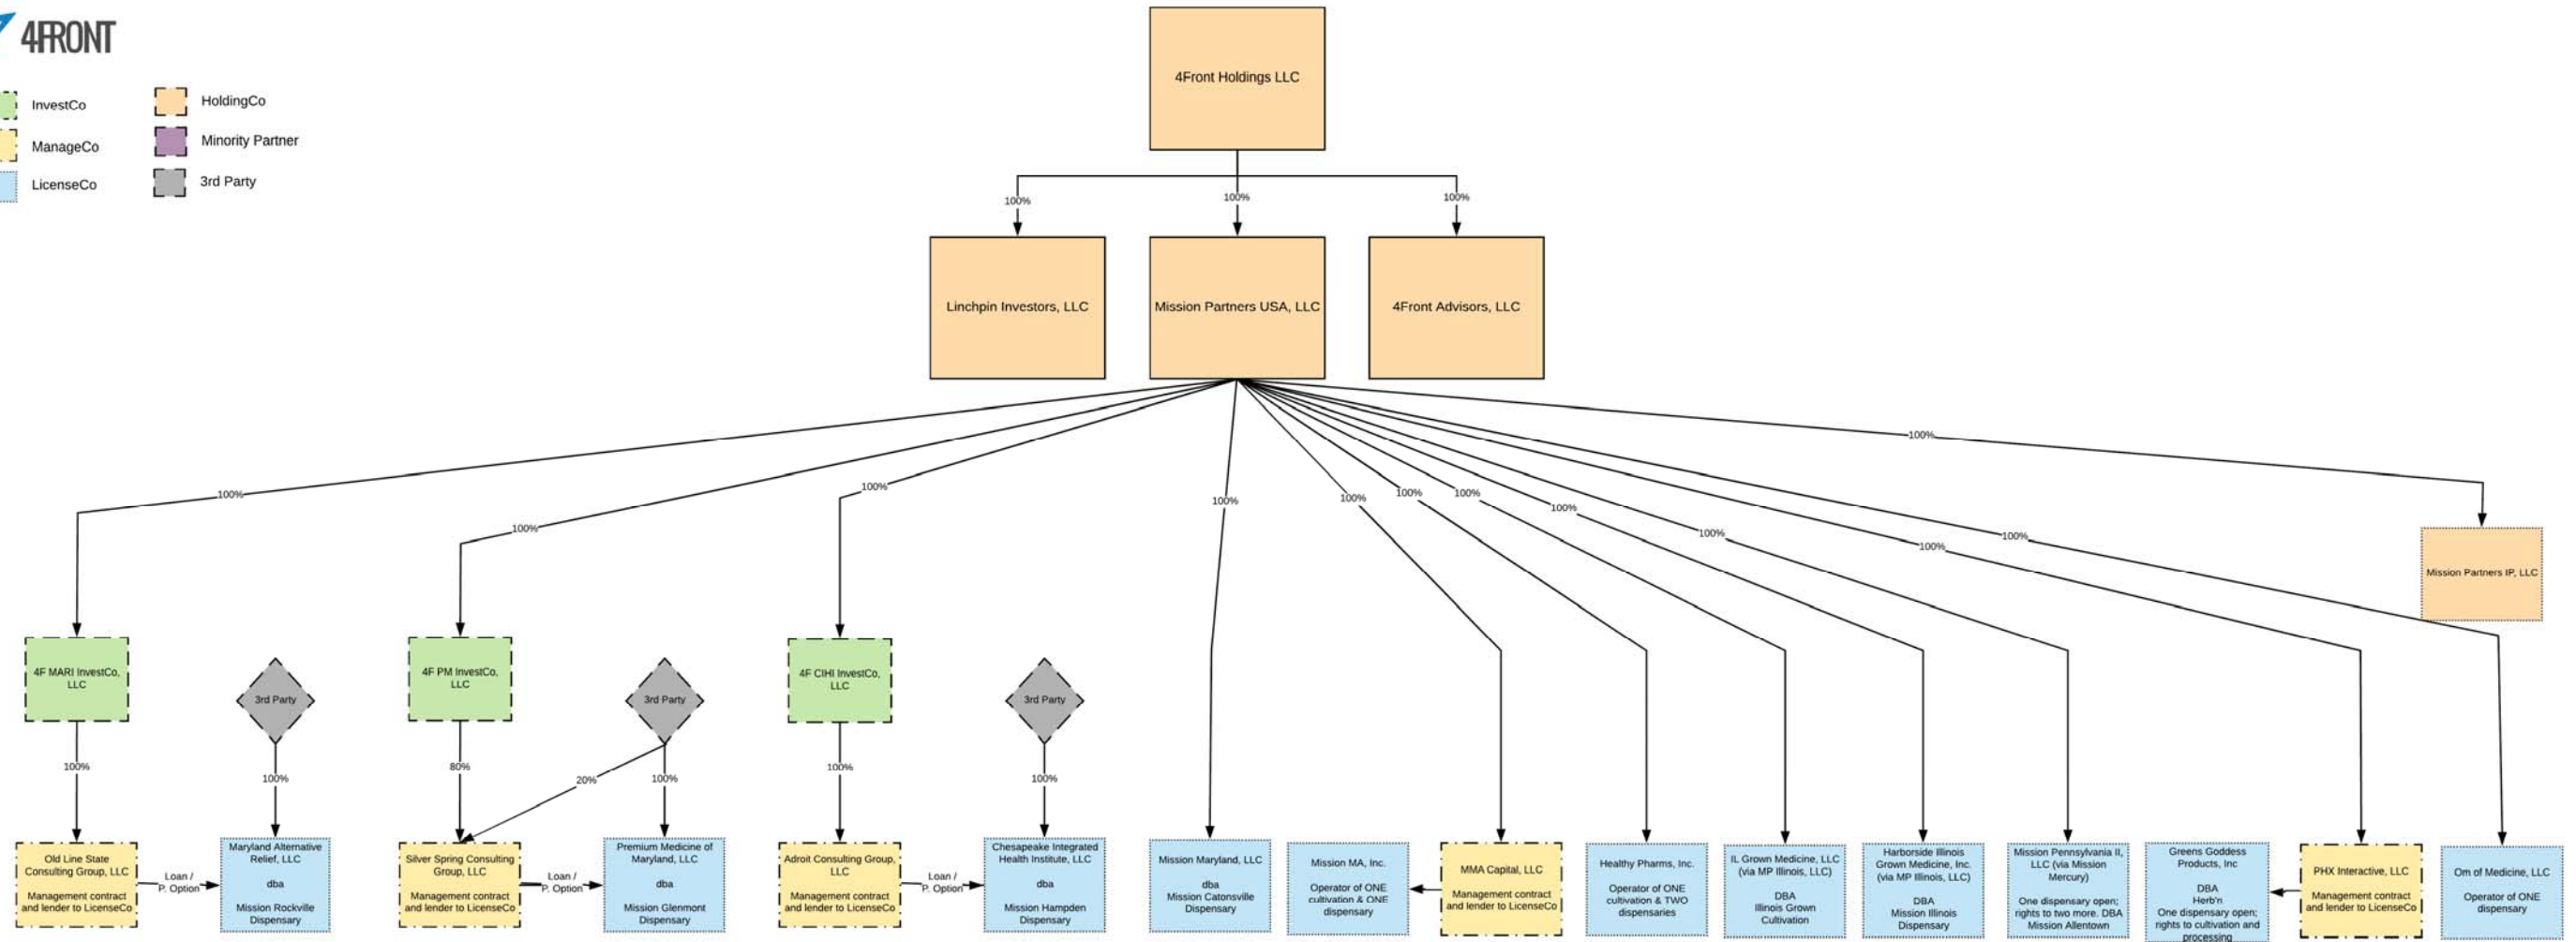 4FRONT
InvestCo
HoldingCo
ManageCo
Minority Partner
LicenseCo
3rd Party
4Front Holdings LLC
100%
100%
100%
Linchpin Investors, LLC
Mission Partners USA, LLC
4Front Advisors, LLC
100%
100%
100%
100%
100%
100%
100%
100%
100%
100%
100%
100%
Mission Partners IP, LLC
4F MARI InvestCo,
LLC
3rd Party
4F PM InvestCo,
LLC
3rd Party
4F CIHI InvestCo,
LLC
3rd Party
100%
100%
80%
20%
100%
100%
100%
Old Line State
Consulting Group, LLC
Management contract
and lender to LicenseCo
Loan /
P. Option
Maryland Alternative
Relief, LLC
dba
Mission Rockville
Dispensary
Silver Spring Consulting
Group, LLC
Management contract
and lender to LicenseCo
Loan /
P. Option
Premium Medicine of
Maryland, LLC
dba
Mission Glenmont
Dispensary
Adroit Consulting Group,
LLC
Management contract
and lender to LicenseCo
Loan /
P. Option
Chesapeake Integrated
Health Institute, LLC
dba
Mission Hampden
Dispensary
Mission Maryland, LLC
dba
Mission Catonsville
Dispensary
Mission MA, Inc.
Operator of ONE
cultivation & ONE
dispensary
MMA Capital, LLC
Management contract
and lender to LicenseCo
Healthy Pharms, Inc.
Operator of ONE
cultivation & TWO
dispensaries
IL Grown Medicine, LLC
(via MP Illinois, LLC)
DBA
Illinois Grown
Cultivation
Harborside Illinois
Grown Medicine, Inc.
(via MP Illinois, LLC)
DBA
Mission Illinois
Dispensary
Mission Pennsylvania II,
LLC (via Mission
Mercury)
One dispensary open;
rights to two more. DBA
Mission Allentown
Greens Goddess
Products, Inc
DBA
Herb'n
One dispensary open;
rights to cultivation and
processing
PHX Interactive, LLC
Management contract
and lender to LicenseCo
Om of Medicine, LLC
Operator of ONE
dispensary